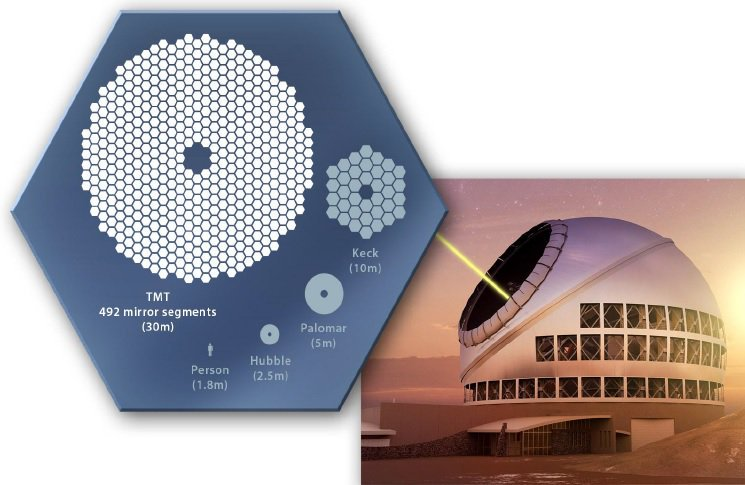 TMT
492 mirror segments
(30m)
Keck
(10m)
Palomar
(5m)
Hubble
(2.5m)
Person
(1.8m)